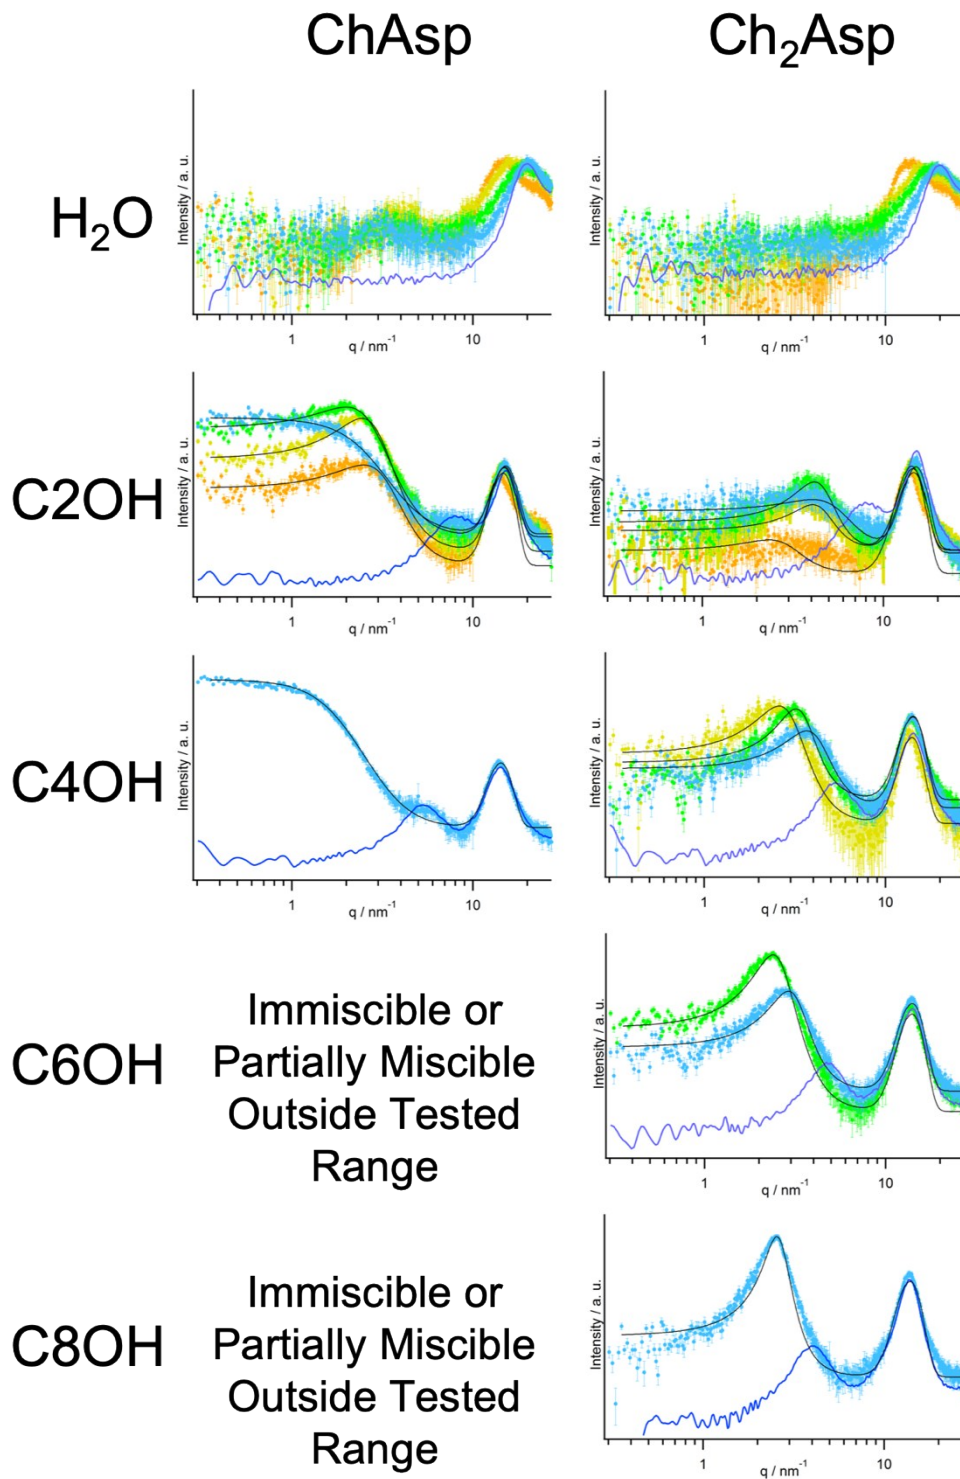 ChAsp
Ch₂Asp
H₂O
Intensity / a. u.
1
10
q / nm⁻¹
Intensity / a. u.
1
10
q / nm⁻¹
C2OH
Intensity / a. u.
1
10
q / nm⁻¹
Intensity / a. u.
1
10
q / nm⁻¹
C4OH
Intensity / a. u.
1
10
q / nm⁻¹
Intensity / a. u.
1
10
q / nm⁻¹
C6OH
Immiscible or
Partially Miscible
Outside Tested
Range
Intensity / a. u.
1
10
q / nm⁻¹
C8OH
Immiscible or
Partially Miscible
Outside Tested
Range
Intensity / a. u.
1
10
q / nm⁻¹